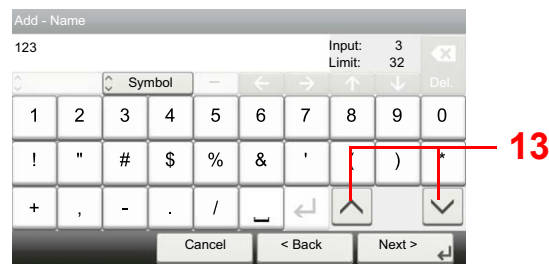 Add - Name
123 Input: 3
Limit: 32
Symbol Del.
1 2 3 4 5 6 7 8 9 0
! " # $ % & ' ( ) *
+ , - . / _
13
Cancel < Back Next >